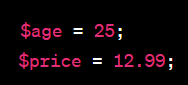 $age = 25;
$price = 12.99;